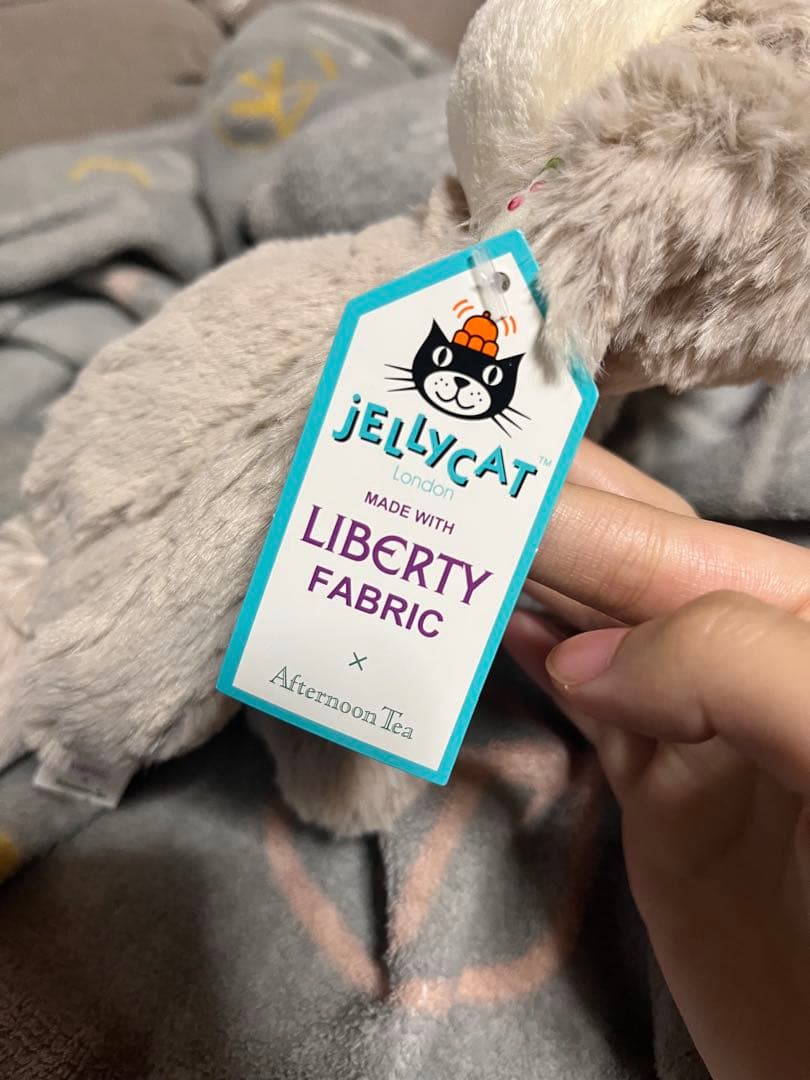 jELLYCAT™
London
MADE WITH
LIBERTY
FABRIC
×
Afternoon Tea